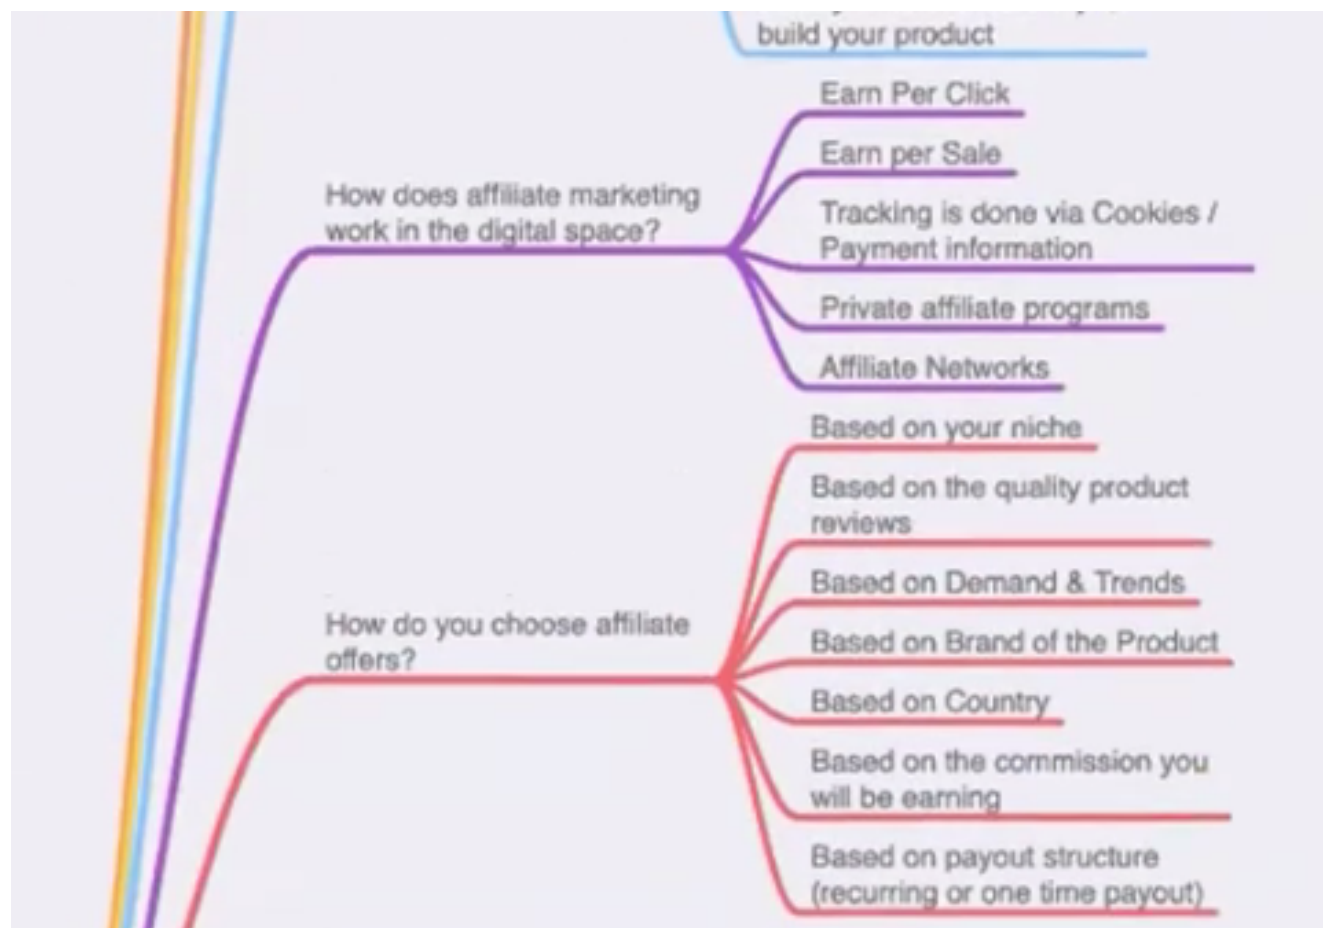 build your product
Earn Per Click
Earn per Sale
How does affiliate marketing
work in the digital space?
Tracking is done via Cookies /
Payment information
Private affiliate programs
Affiliate Networks
Based on your niche
Based on the quality product
reviews
Based on Demand & Trends
How do you choose affiliate
offers?
Based on Brand of the Product
Based on Country
Based on the commission you
will be earning
Based on payout structure
(recurring or one time payout)